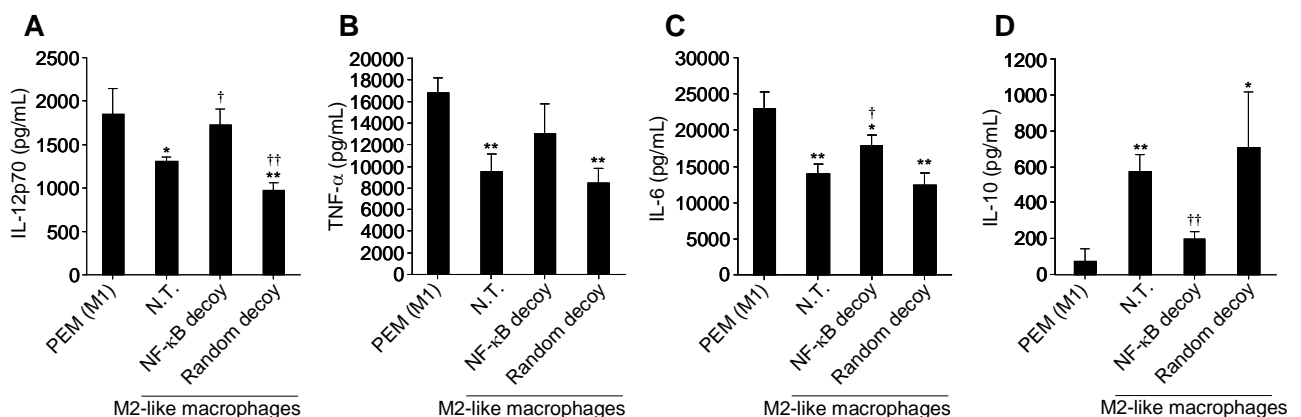 A
IL-12p70 (pg/mL)
2500
2000
1500
1000
500
0
*
†
††
**
PEM (M1)
N.T.
NF-κB decoy
Random decoy
M2-like macrophages
B
TNF-α (pg/mL)
20000
18000
16000
14000
12000
10000
8000
6000
4000
2000
0
**
**
PEM (M1)
N.T.
NF-κB decoy
Random decoy
M2-like macrophages
C
IL-6 (pg/mL)
30000
25000
20000
15000
10000
5000
0
**
†
*
**
PEM (M1)
N.T.
NF-κB decoy
Random decoy
M2-like macrophages
D
IL-10 (pg/mL)
1200
1000
800
600
400
200
0
**
††
*
PEM (M1)
N.T.
NF-κB decoy
Random decoy
M2-like macrophages